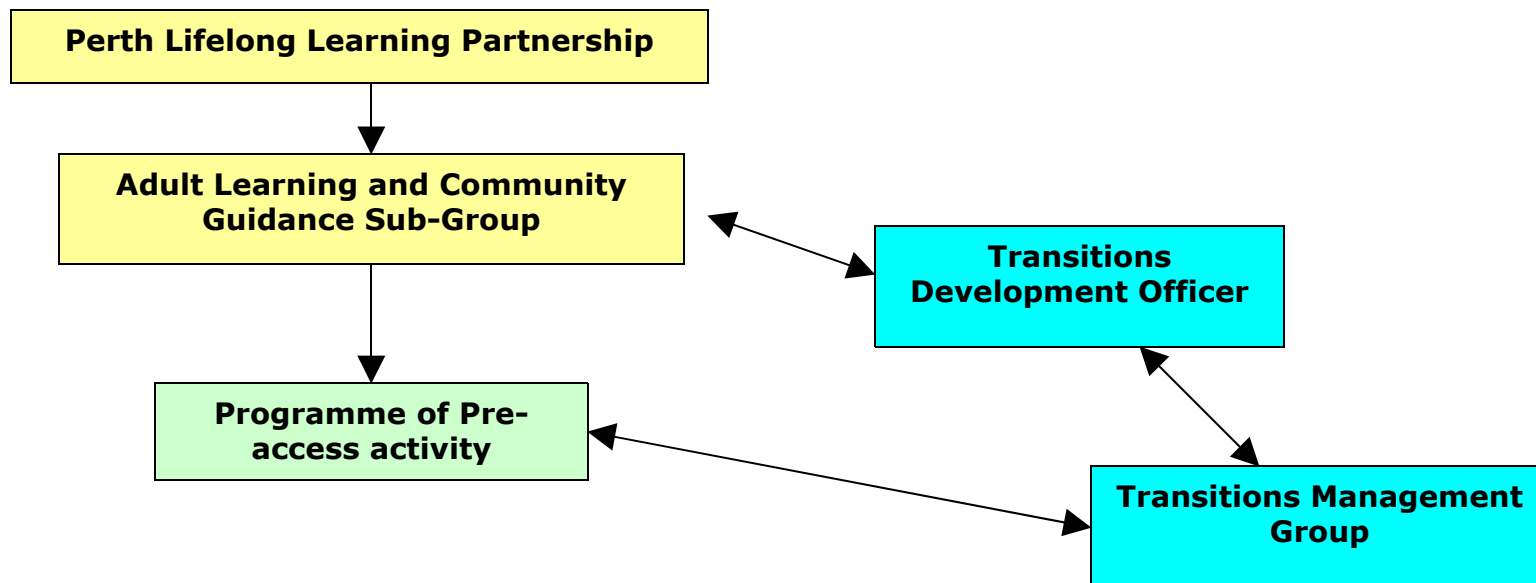 Perth Lifelong Learning Partnership
Adult Learning and Community
Guidance Sub-Group
Transitions
Development Officer
Programme of Pre-
access activity
Transitions Management
Group